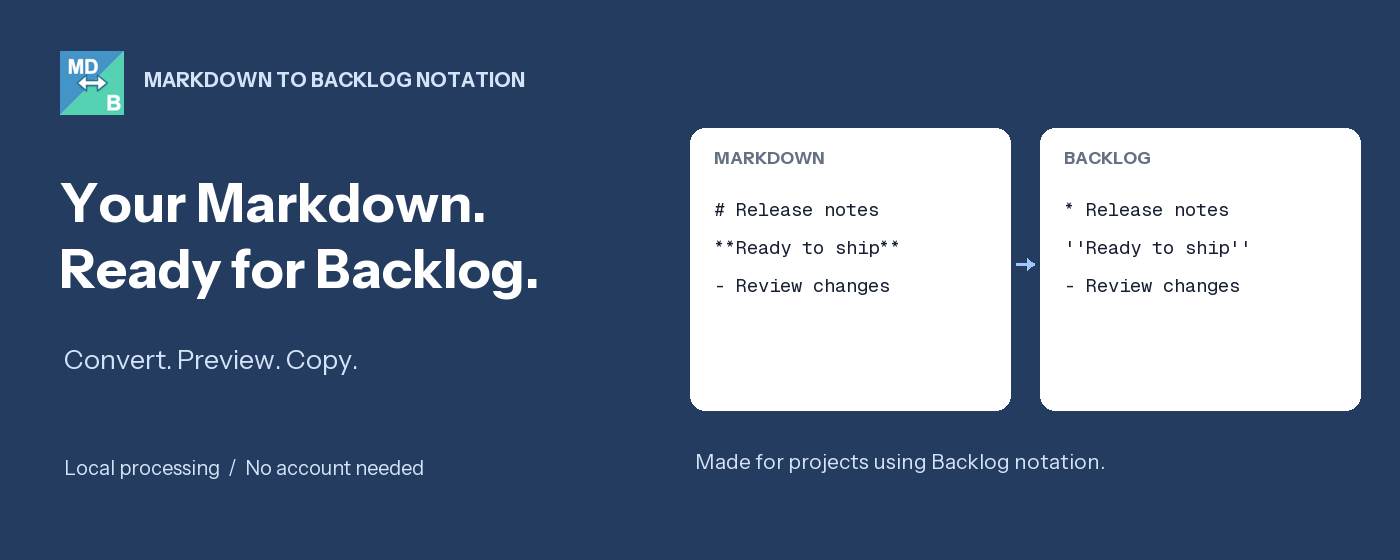 MD
B
MARKDOWN TO BACKLOG NOTATION
Your Markdown.
Ready for Backlog.
Convert. Preview. Copy.
Local processing / No account needed
MARKDOWN
# Release notes
**Ready to ship**
- Review changes
BACKLOG
* Release notes
''Ready to ship''
- Review changes
Made for projects using Backlog notation.